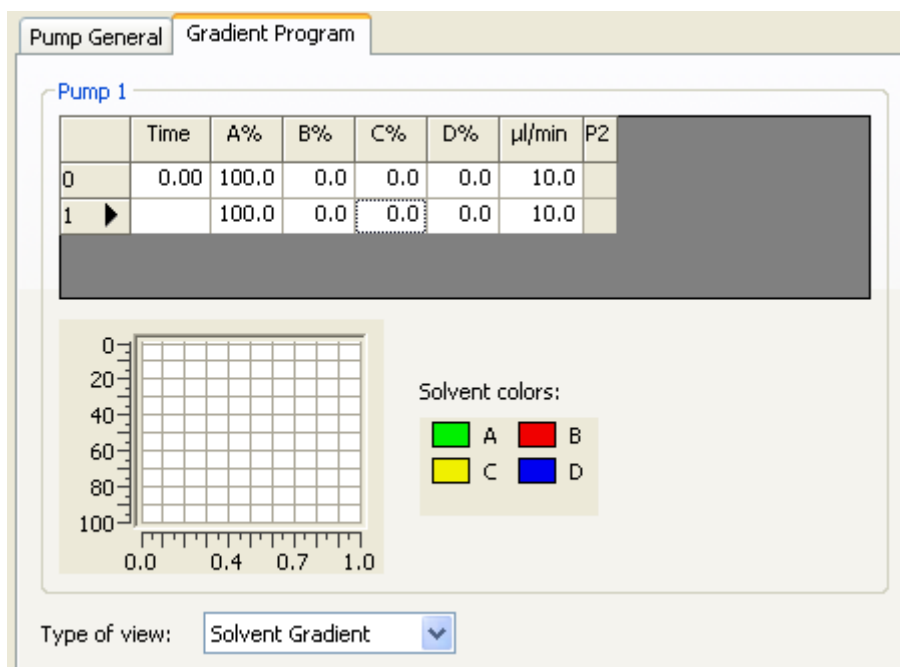 Pump General Gradient Program
Pump 1
Time A% B% C% D% µl/min P2
0 0.00 100.0 0.0 0.0 0.0 10.0
1 100.0 0.0 0.0 0.0 10.0
0
20
40
60
80
100
0.0 0.4 0.7 1.0
Solvent colors:
A B
C D
Type of view: Solvent Gradient